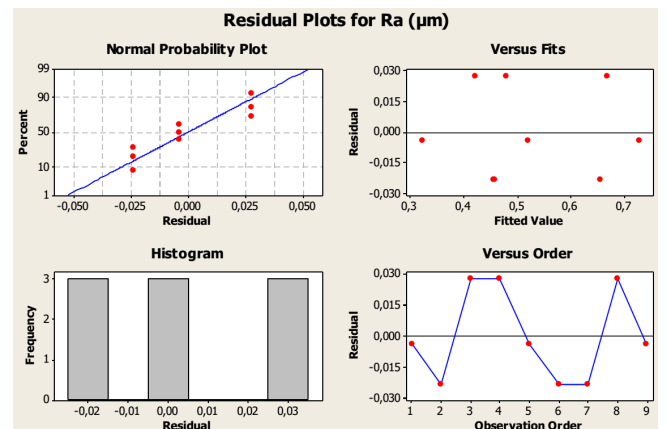 Residual Plots for Ra (µm)
Normal Probability Plot
99
90
50
10
1
Percent
-0,050 -0,025 0,000 0,025 0,050
Residual
Versus Fits
0,030
0,015
0,000
-0,015
-0,030
Residual
0,3 0,4 0,5 0,6 0,7
Fitted Value
Histogram
3
2
1
0
Frequency
-0,02 -0,01 0,00 0,01 0,02 0,03
Residual
Versus Order
0,030
0,015
0,000
-0,015
-0,030
Residual
1 2 3 4 5 6 7 8 9
Observation Order